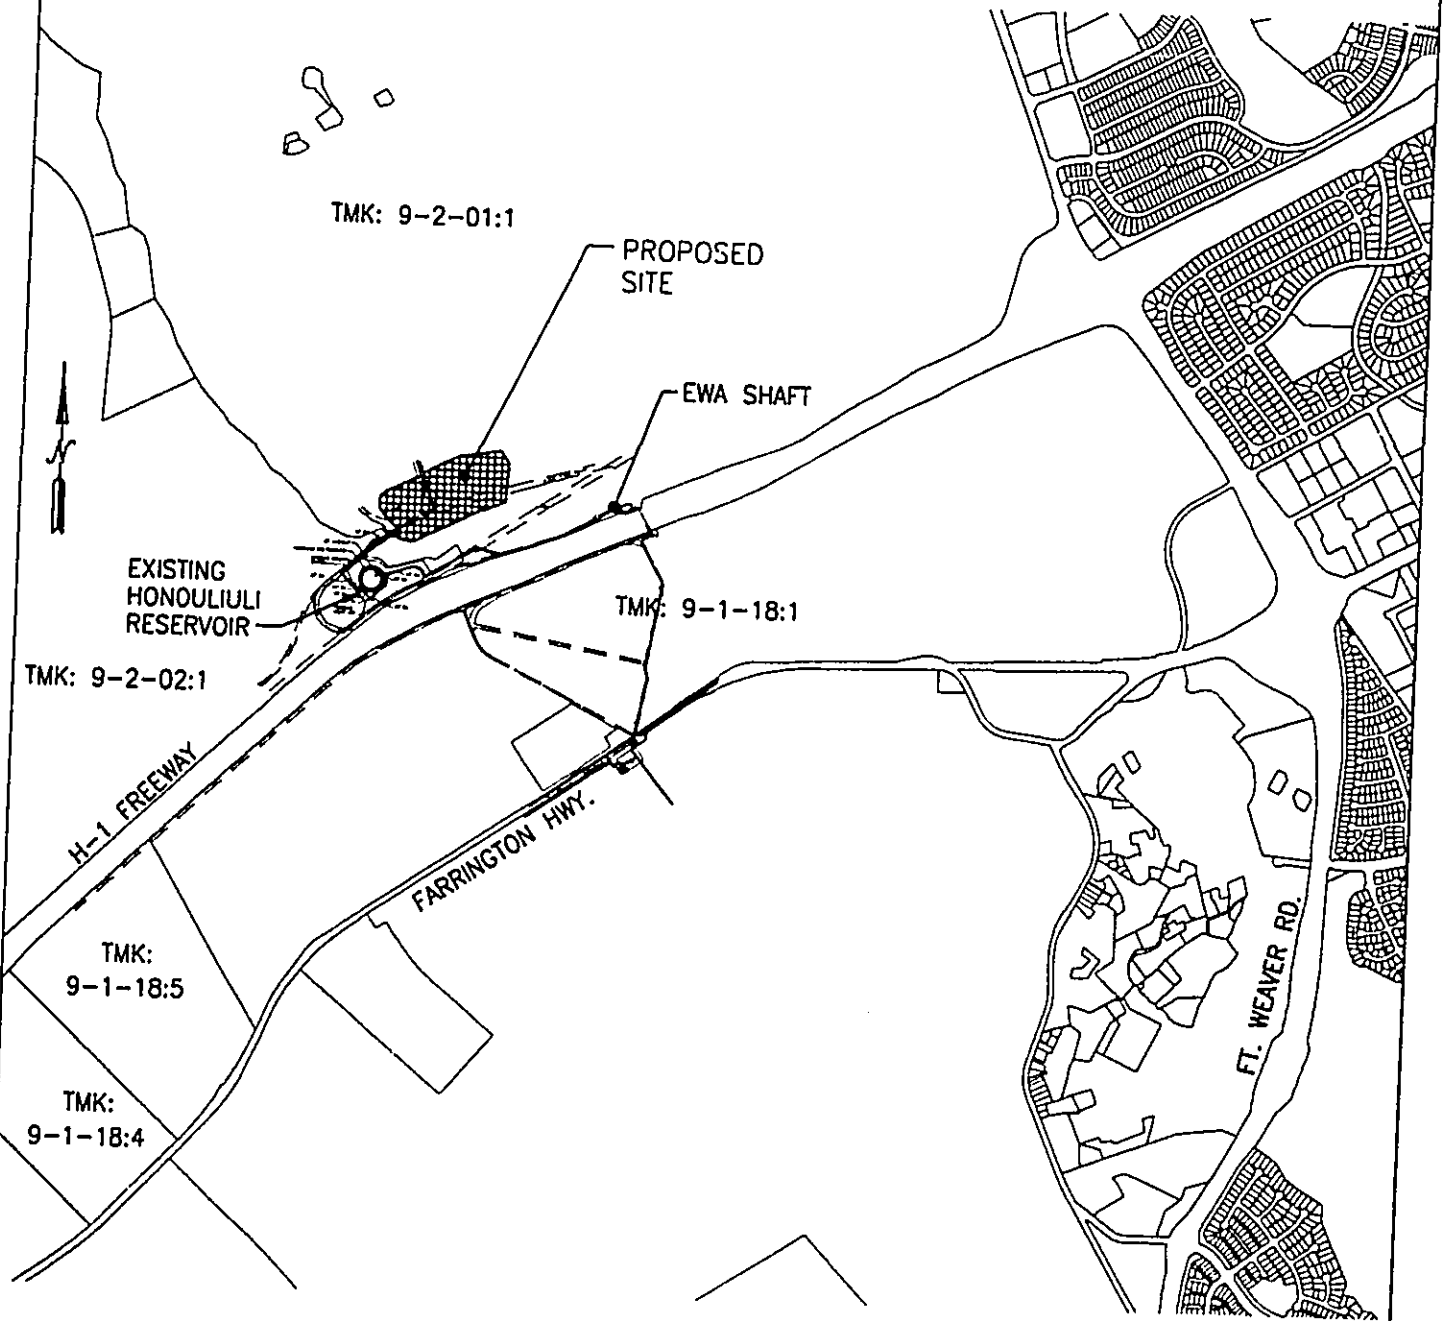 TMK: 9-2-01:1
PROPOSED
SITE
EWA SHAFT
N
EXISTING
HONOULIULI
RESERVOIR
TMK: 9-1-18:1
TMK: 9-2-02:1
H-1 FREEWAY
FARRINGTON HWY.
TMK:
9-1-18:5
FT. WEAVER RD.
TMK:
9-1-18:4